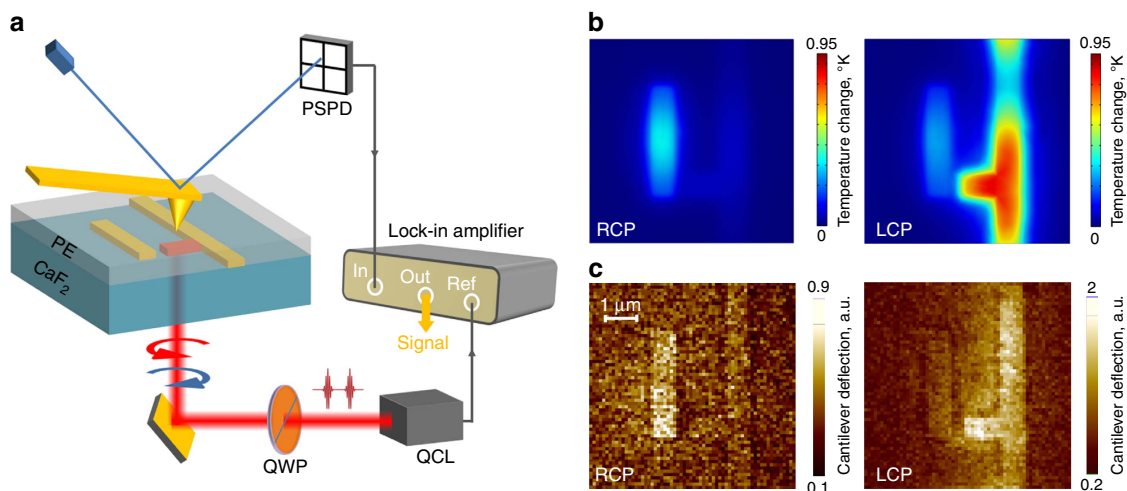 a
PSPD
PE
CaF2
Lock-in amplifier
In
Out
Ref
Signal
QWP
QCL
b
RCP
0.95
Temperature change, °K
0
LCP
0.95
Temperature change, °K
0
c
1 μm
RCP
0.9
Cantilever deflection, a.u.
0.1
LCP
2
Cantilever deflection, a.u.
0.2